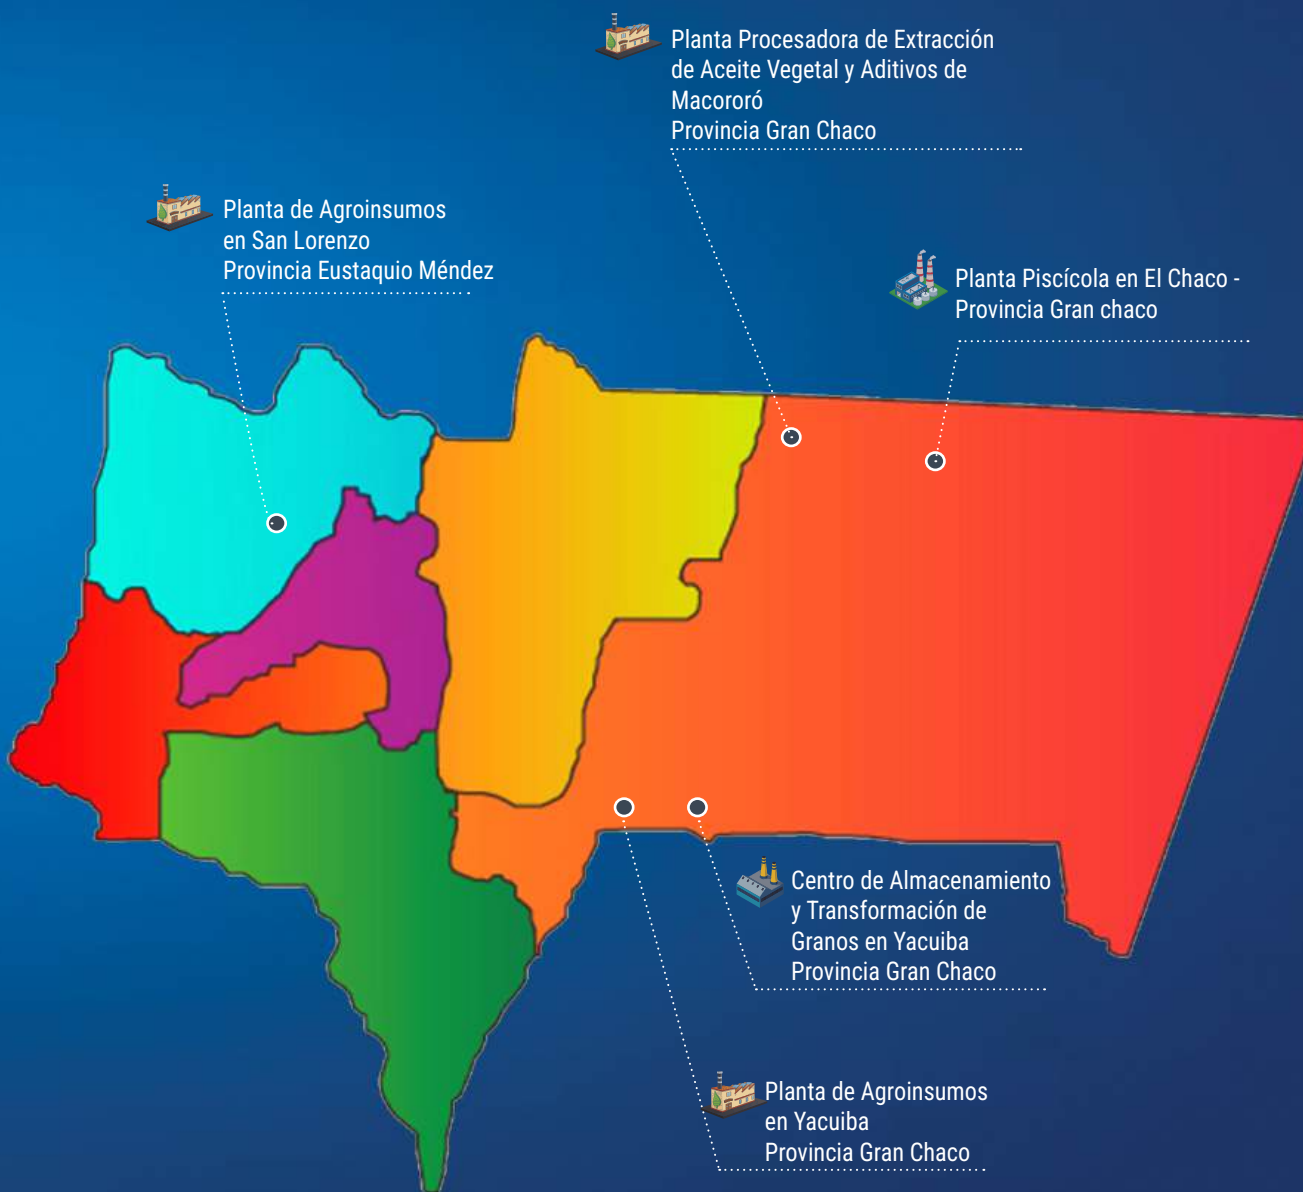 Planta Procesadora de Extracción
de Aceite Vegetal y Aditivos de
Macororó
Provincia Gran Chaco
Planta de Agroinsumos
en San Lorenzo
Provincia Eustaquio Méndez
Planta Piscícola en El Chaco -
Provincia Gran chaco
Centro de Almacenamiento
y Transformación de
Granos en Yacuiba
Provincia Gran Chaco
Planta de Agroinsumos
en Yacuiba
Provincia Gran Chaco